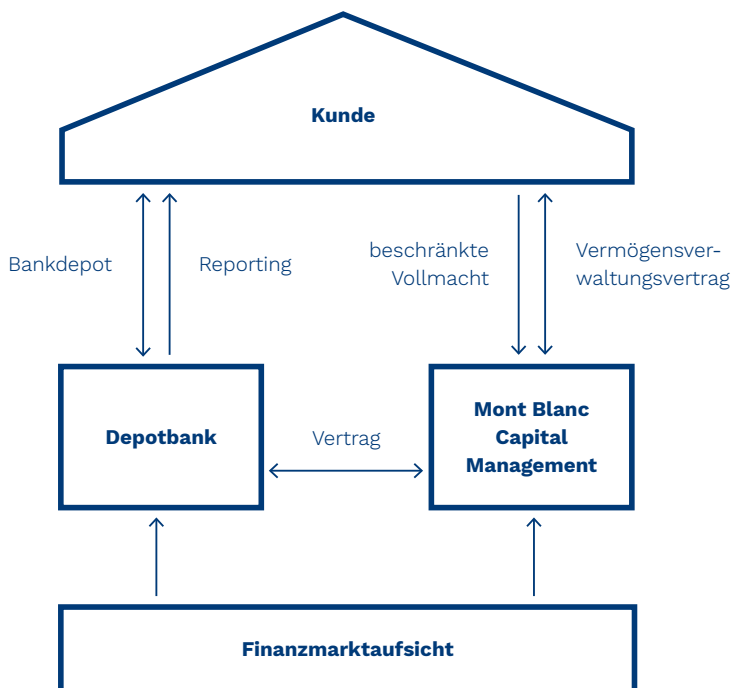 Kunde
Bankdepot
Reporting
beschränkte
Vollmacht
Vermögensver-
waltungsvertrag
Depotbank
Vertrag
Mont Blanc
Capital
Management
Finanzmarktaufsicht